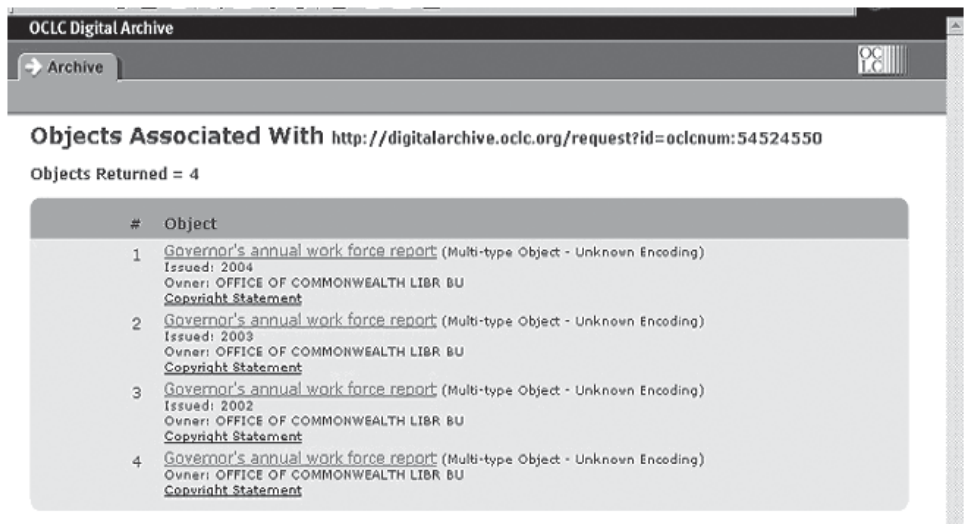 OCLC Digital Archive
Archive
OC
LC
Objects Associated With http://digitalarchive.oclc.org/request?id=oclcnum:54524550
Objects Returned = 4
# Object
1 Governor's annual work force report (Multi-type Object - Unknown Encoding)
Issued: 2004
Owner: OFFICE OF COMMONWEALTH LIBR BU
Copyright Statement
2 Governor's annual work force report (Multi-type Object - Unknown Encoding)
Issued: 2003
Owner: OFFICE OF COMMONWEALTH LIBR BU
Copyright Statement
3 Governor's annual work force report (Multi-type Object - Unknown Encoding)
Issued: 2002
Owner: OFFICE OF COMMONWEALTH LIBR BU
Copyright Statement
4 Governor's annual work force report (Multi-type Object - Unknown Encoding)
Owner: OFFICE OF COMMONWEALTH LIBR BU
Copyright Statement